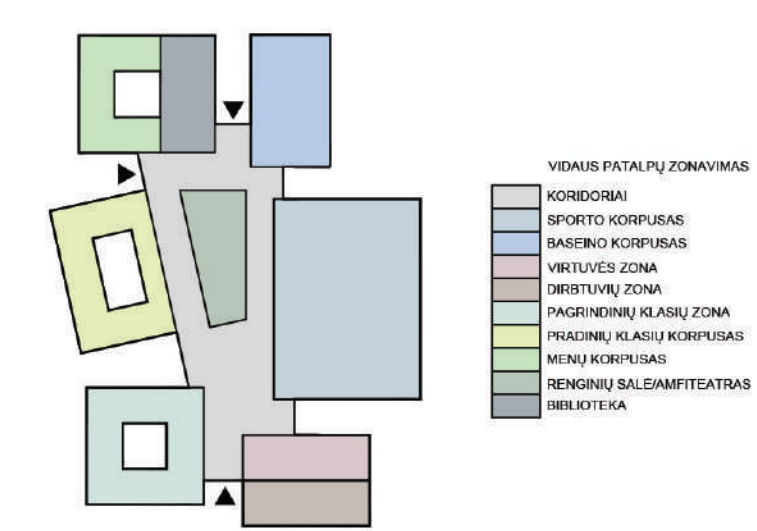 VIDAUS PATALPŲ ZONAVIMAS
KORIDORIAI
SPORTO KORPUSAS
BASEINO KORPUSAS
VIRTUVĖS ZONA
DIRBTUVIŲ ZONA
PAGRINDINIŲ KLASIŲ ZONA
PRADINIŲ KLASIŲ KORPUSAS
MENŲ KORPUSAS
RENGINIŲ SALĖ/AMFITEATRAS
BIBLIOTEKA